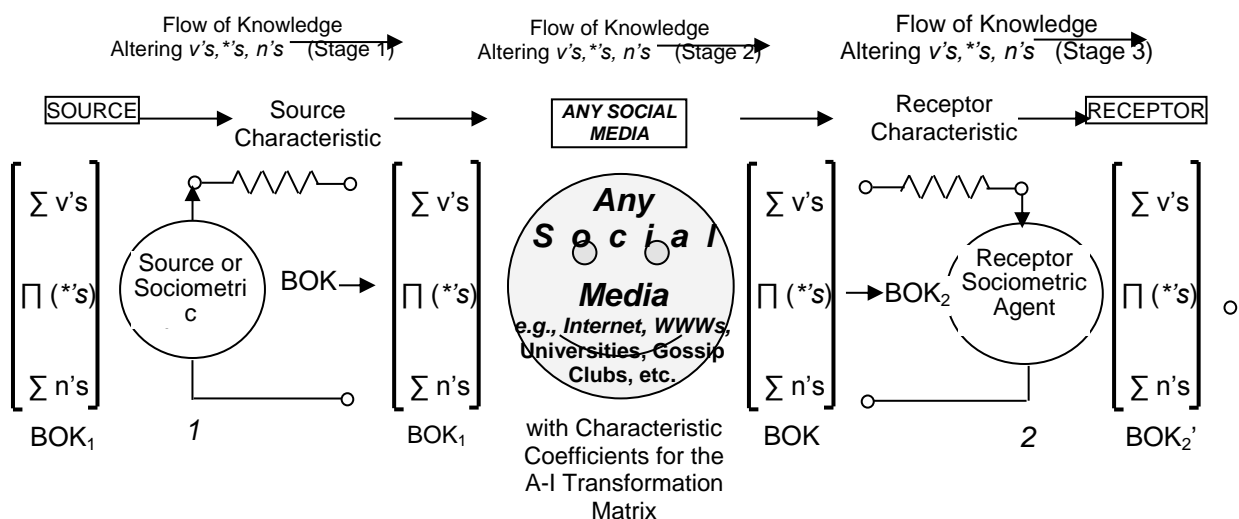 Flow of Knowledge
Altering v's,*'s, n's (Stage 1)
Flow of Knowledge
Altering v's,*'s, n's (Stage 2)
Flow of Knowledge
Altering v's,*'s, n's (Stage 3)
SOURCE
Source
Characteristic
ANY SOCIAL
MEDIA
Receptor
Characteristic
RECEPTOR
∑ v's
∏ (*'s)
∑ n's
BOK₁
Source or
Sociometri
c
1
BOK
∑ v's
∏ (*'s)
∑ n's
BOK₁
Any
S o c i a l
Media
e.g., Internet, WWWs,
Universities, Gossip
Clubs, etc.
with Characteristic
Coefficients for the
A-I Transformation
Matrix
∑ v's
∏ (*'s)
∑ n's
BOK
BOK₂
Receptor
Sociometric
Agent
2
∑ v's
∏ (*'s)
∑ n's
BOK₂'